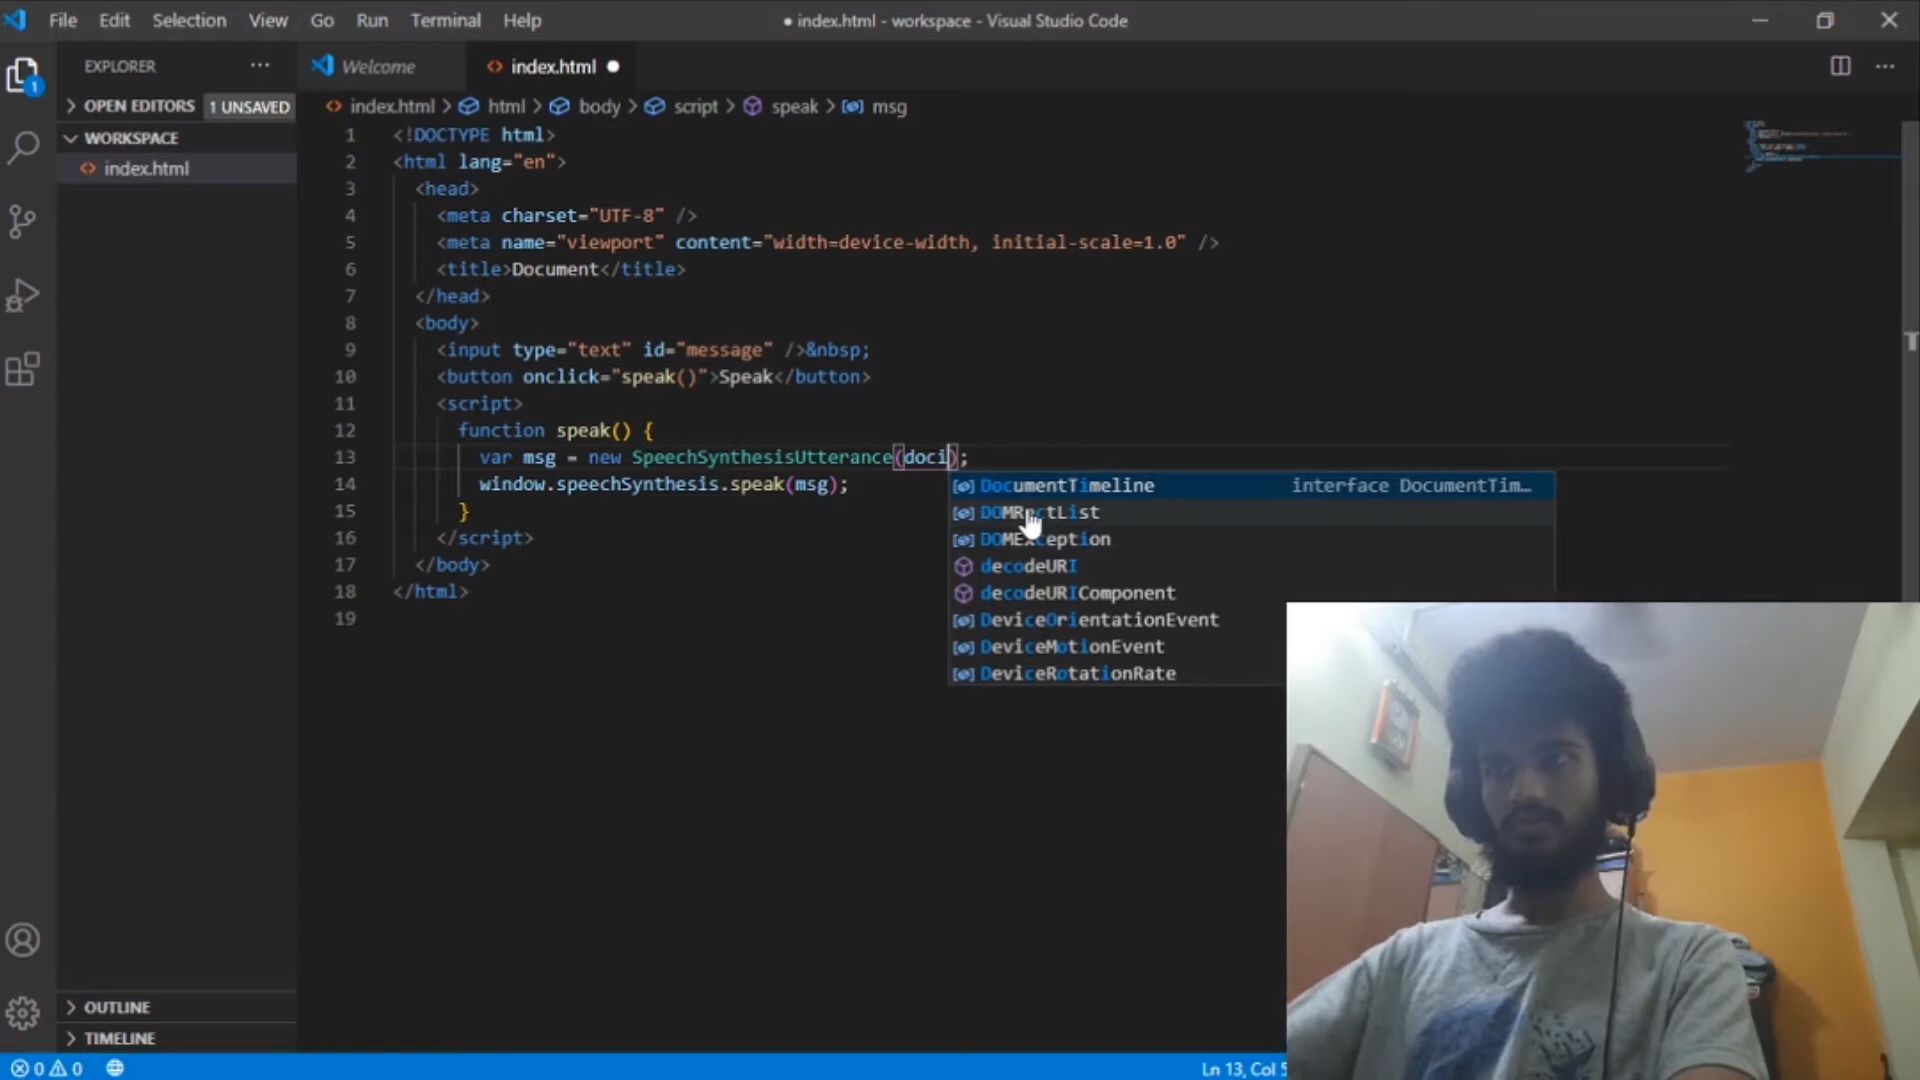 File Edit Selection View Go Run Terminal Help
● index.html - workspace - Visual Studio Code
EXPLORER ···
Welcome
<> index.html ●
1
> OPEN EDITORS 1 UNSAVED
WORKSPACE
<> index.html
<> index.html > html > body > script > speak > msg
1 <!DOCTYPE html>
2 <html lang="en">
3 <head>
4 <meta charset="UTF-8" />
5 <meta name="viewport" content="width=device-width, initial-scale=1.0" />
6 <title>Document</title>
7 </head>
8 <body>
9 <input type="text" id="message" />&nbsp;
10 <button onclick="speak()">Speak</button>
11 <script>
12 function speak() {
13 var msg = new SpeechSynthesisUtterance(doci);
14 window.speechSynthesis.speak(msg);
15 }
16 </script>
17 </body>
18 </html>
19
DocumentTimeline interface DocumentTim…
DOMRectList
DOMException
decodeURI
decodeURIComponent
DeviceOrientationEvent
DeviceMotionEvent
DeviceRotationRate
> OUTLINE
> TIMELINE
0 0
Ln 13, Col